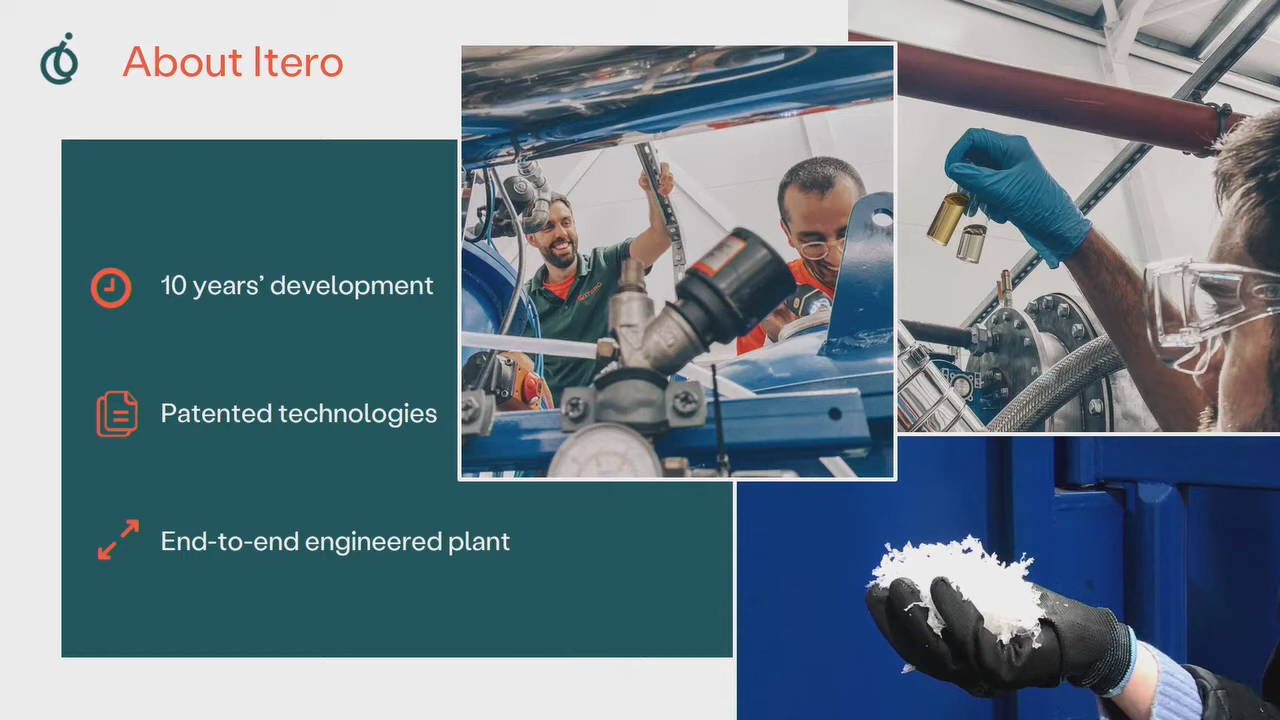 About Itero
10 years’ development
Patented technologies
End-to-end engineered plant